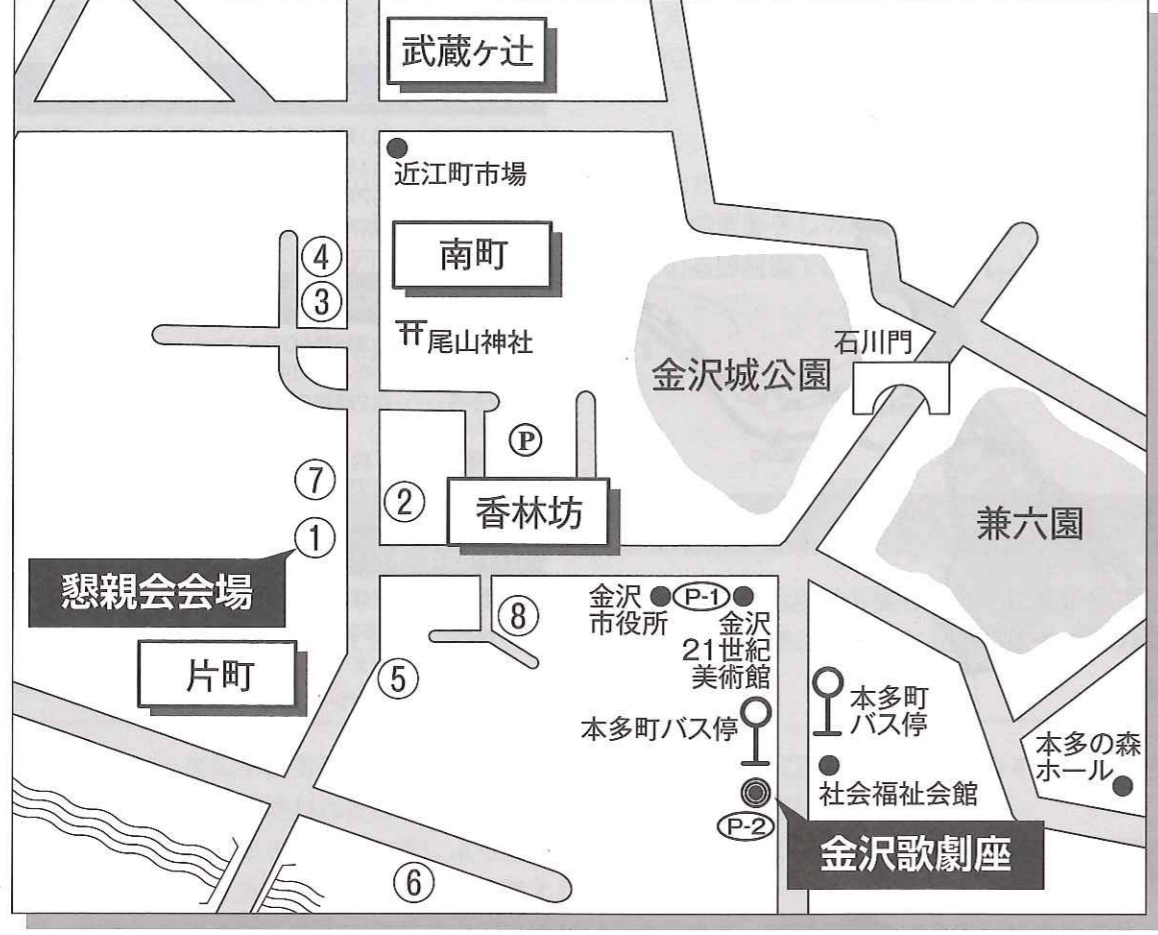 武蔵ヶ辻
近江町市場
④
南町
③
尾山神社
石川門
金沢城公園
Ⓟ
⑦
②
香林坊
兼六園
①
懇親会会場
金沢
市役所
P-1
金沢
21世紀
美術館
⑧
片町
⑤
本多町バス停
本多町
バス停
本多の森
ホール
社会福祉会館
P-2
金沢歌劇座
⑥